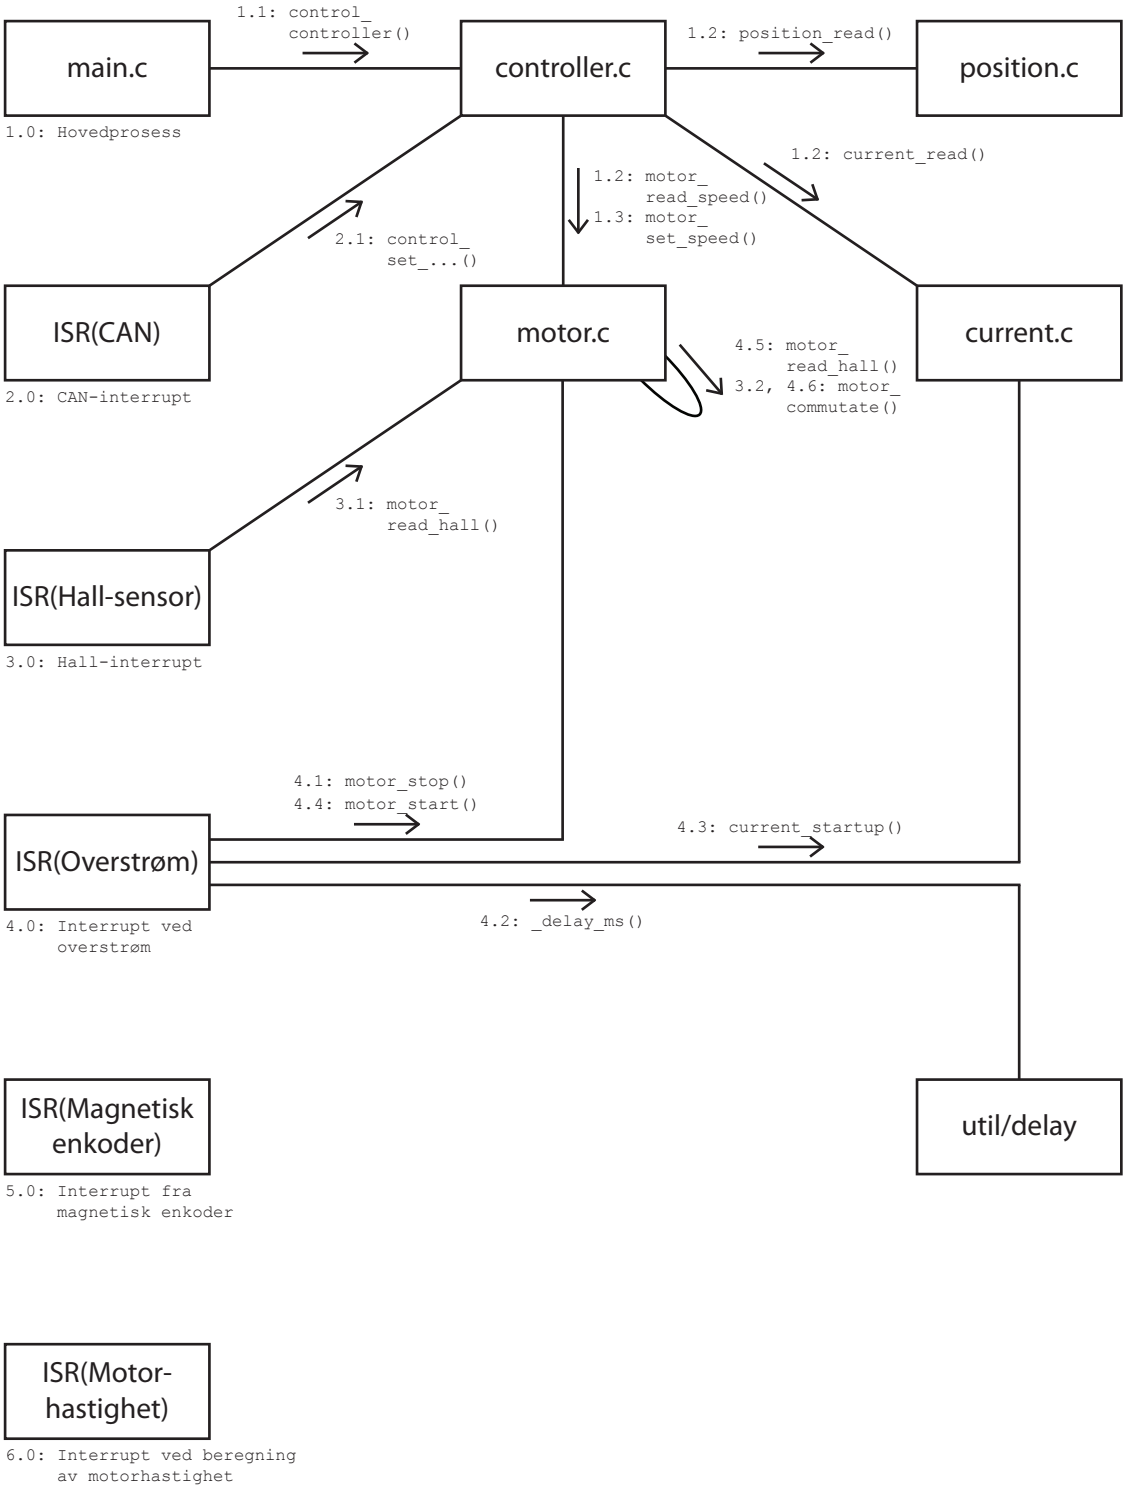 1.1: control_
controller()
1.2: position_read()
main.c
controller.c
position.c
1.0: Hovedprosess
1.2: current_read()
1.2: motor_
read_speed()
1.3: motor_
set_speed()
2.1: control_
set_...()
ISR(CAN)
motor.c
current.c
2.0: CAN-interrupt
4.5: motor_
read_hall()
3.2, 4.6: motor_
commutate()
3.1: motor_
read_hall()
ISR(Hall-sensor)
3.0: Hall-interrupt
4.1: motor_stop()
4.4: motor_start()
4.3: current_startup()
ISR(Overstrøm)
4.2: _delay_ms()
4.0: Interrupt ved
overstrøm
ISR(Magnetisk
enkoder)
util/delay
5.0: Interrupt fra
magnetisk enkoder
ISR(Motor-
hastighet)
6.0: Interrupt ved beregning
av motorhastighet